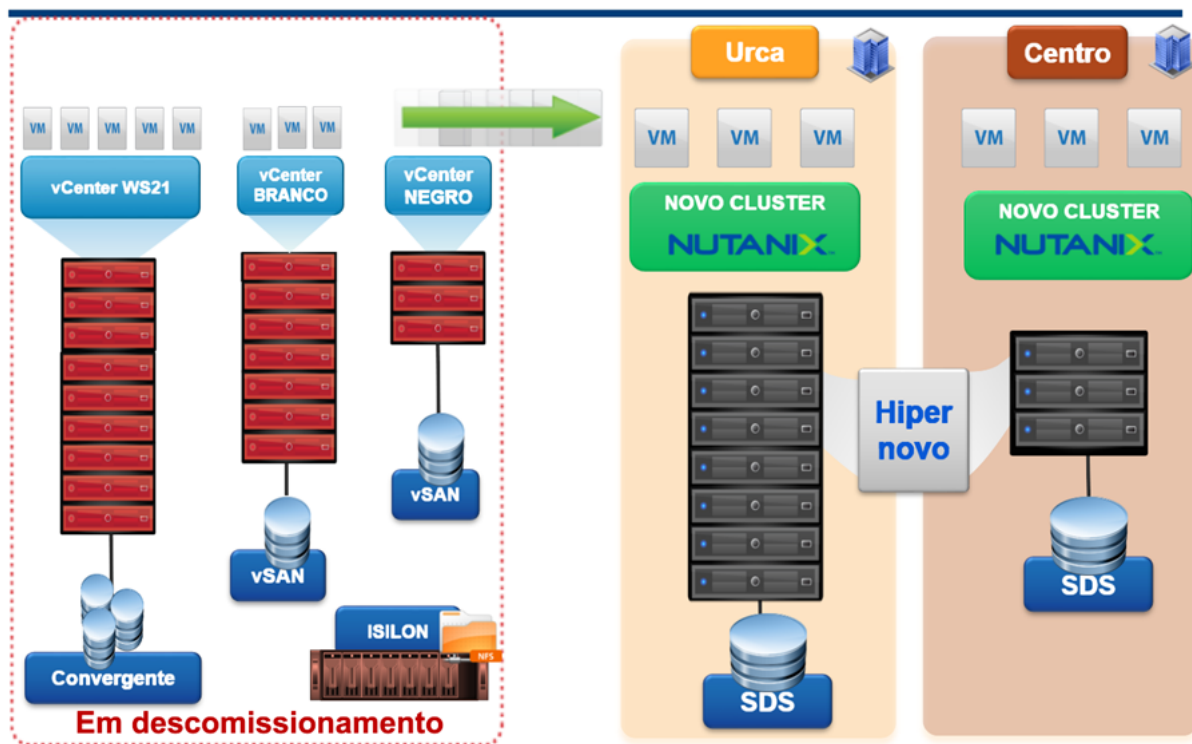 VM
VM
VM
VM
VM
vCenter WS21
Convergente
VM
VM
VM
vCenter
BRANCO
vSAN
vCenter
NEGRO
vSAN
ISILON
NFS
Em descomissionamento
Urca
VM
VM
VM
NOVO CLUSTER
NUTANIX
SDS
Hiper
novo
Centro
VM
VM
VM
NOVO CLUSTER
NUTANIX
SDS